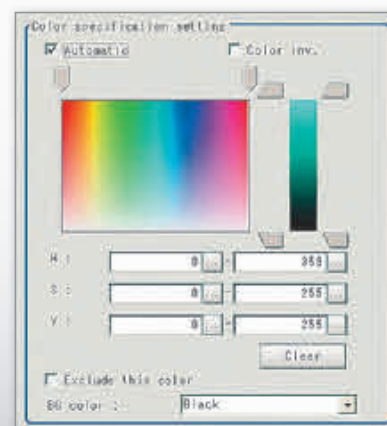 Color specification setting
Automatic
Color inv.
H : 0 ... - 359 ...
S : 0 ... - 255 ...
V : 0 ... - 255 ...
Clear
Exclude this color
BG color : Black